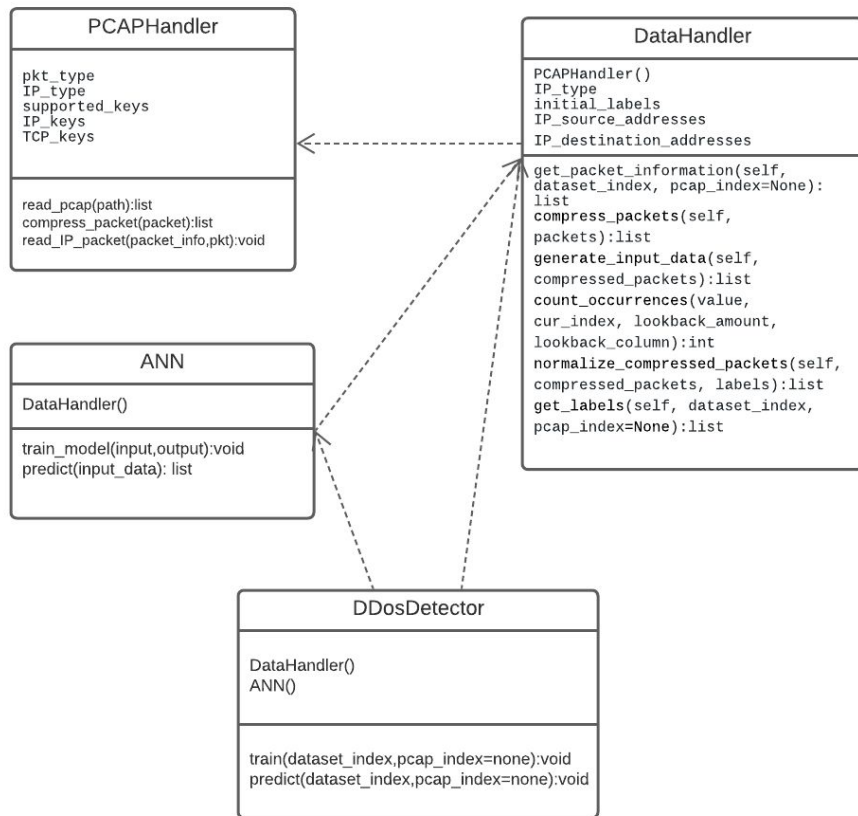 PCAPHandler
pkt_type
IP_type
supported_keys
IP_keys
TCP_keys
read_pcap(path):list
compress_packet(packet):list
read_IP_packet(packet_info,pkt):void
DataHandler
PCAPHandler()
IP_type
initial_labels
IP_source_addresses
IP_destination_addresses
get_packet_information(self,
dataset_index, pcap_index=None):
list
compress_packets(self,
packets):list
generate_input_data(self,
compressed_packets):list
count_occurrences(value,
cur_index, lookback_amount,
lookback_column):int
normalize_compressed_packets(self,
compressed_packets, labels):list
get_labels(self, dataset_index,
pcap_index=None):list
ANN
DataHandler()
train_model(input,output):void
predict(input_data): list
DDosDetector
DataHandler()
ANN()
train(dataset_index,pcap_index=none):void
predict(dataset_index,pcap_index=none):void